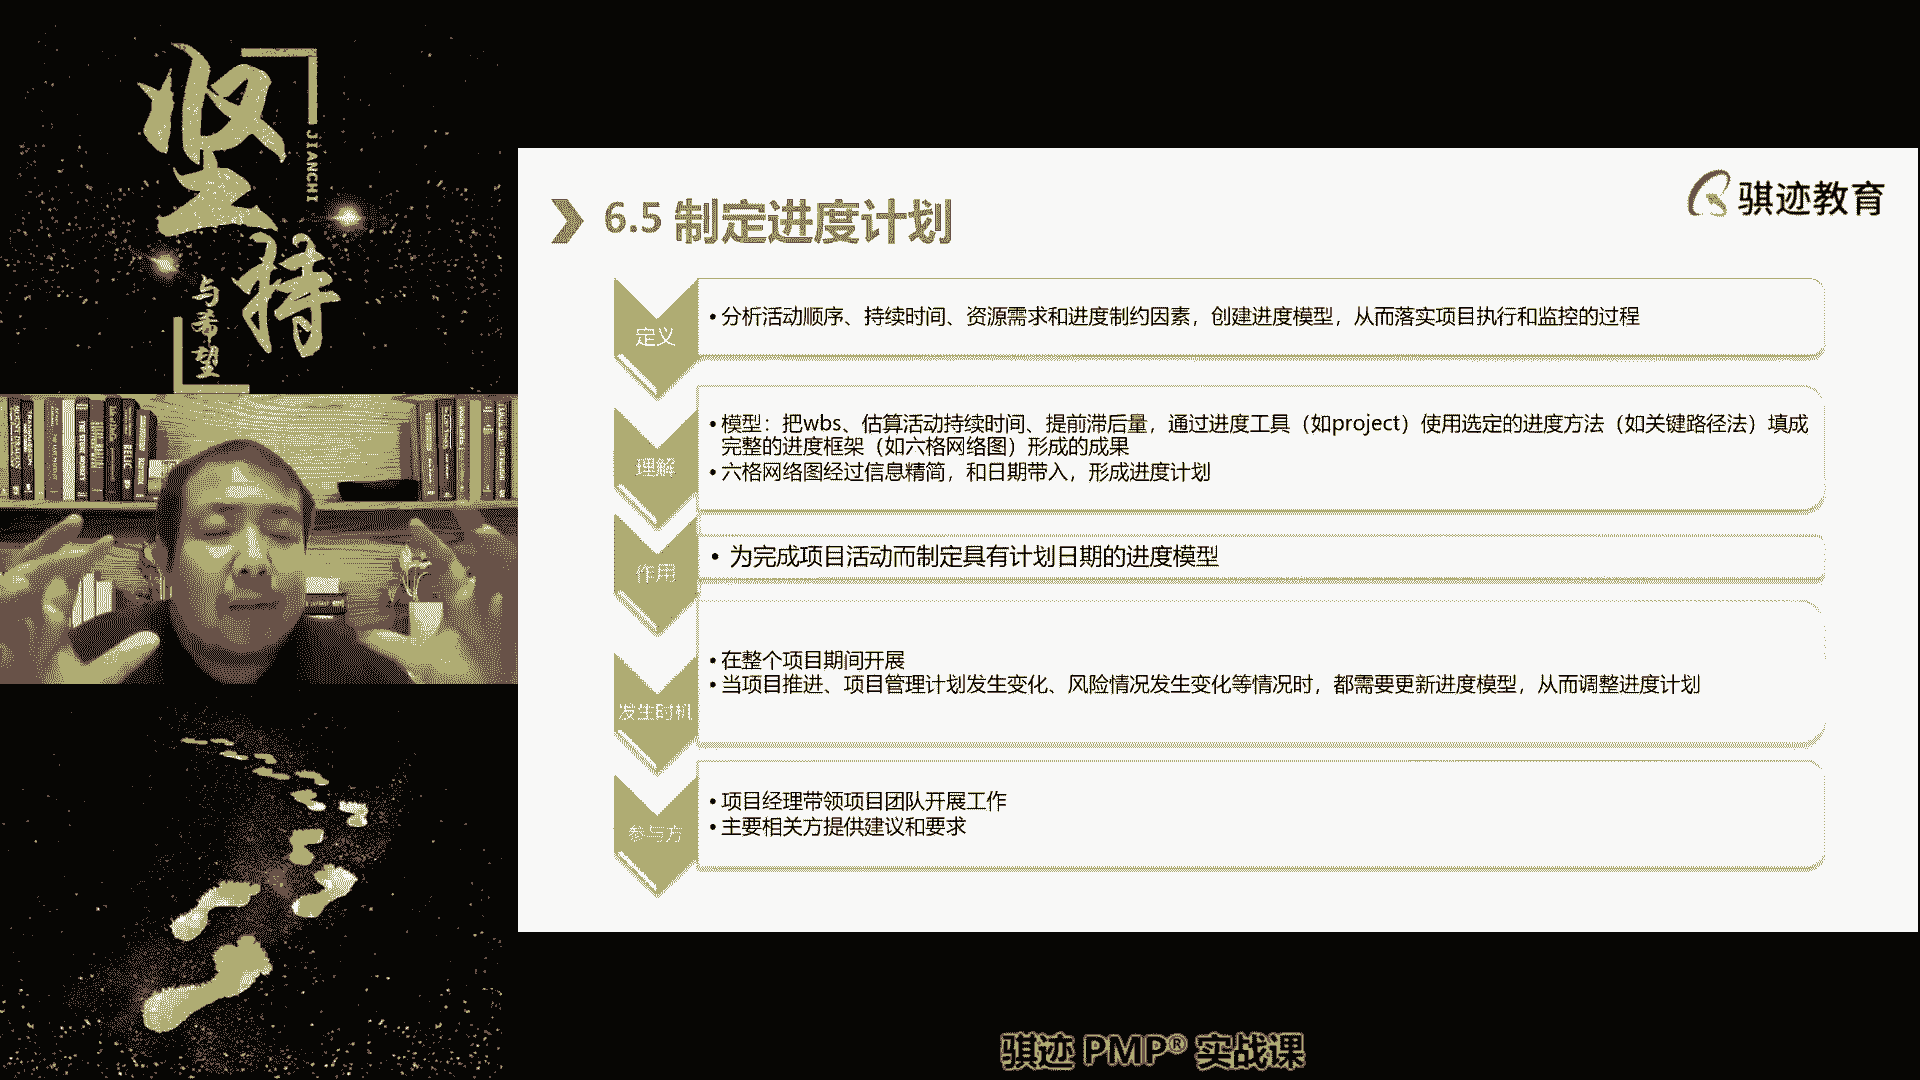 坚持
JIANCHI
与希望
骐迹教育
6.5 制定进度计划
定义
•分析活动顺序、持续时间、资源需求和进度制约因素，创建进度模型，从而落实项目执行和监控的过程
理解
•模型：把wbs、估算活动持续时间、提前滞后量，通过进度工具（如project）使用选定的进度方法（如关键路径法）填成
完整的进度框架（如六格网络图）形成的成果
•六格网络图经过信息精简，和日期带入，形成进度计划
作用
• 为完成项目活动而制定具有计划日期的进度模型
发生时机
•在整个项目期间开展
•当项目推进、项目管理计划发生变化、风险情况发生变化等情况时，都需要更新进度模型，从而调整进度计划
参与方
•项目经理带领项目团队开展工作
•主要相关方提供建议和要求
骐迹 PMP® 实战课